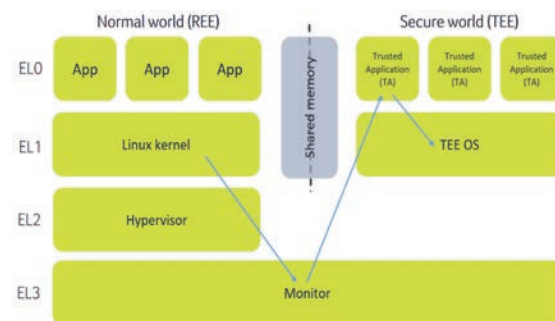 Normal world (REE)
Secure world (TEE)
EL0
App
App
App
Shared memory
Trusted
Application
(TA)
Trusted
Application
(TA)
Trusted
Application
(TA)
EL1
Linux kernel
TEE OS
EL2
Hypervisor
EL3
Monitor